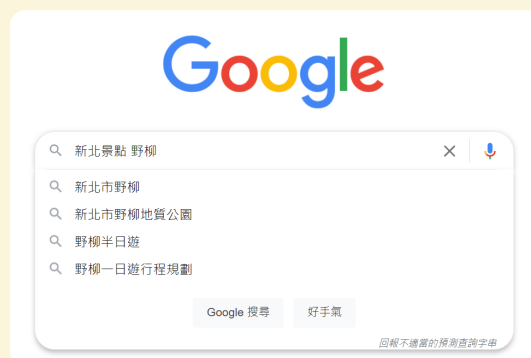 Google
新北景點 野柳
新北市野柳
新北市野柳地質公園
野柳半日遊
野柳一日遊行程規劃
Google 搜尋
好手氣
回報不適當的預測查詢字串